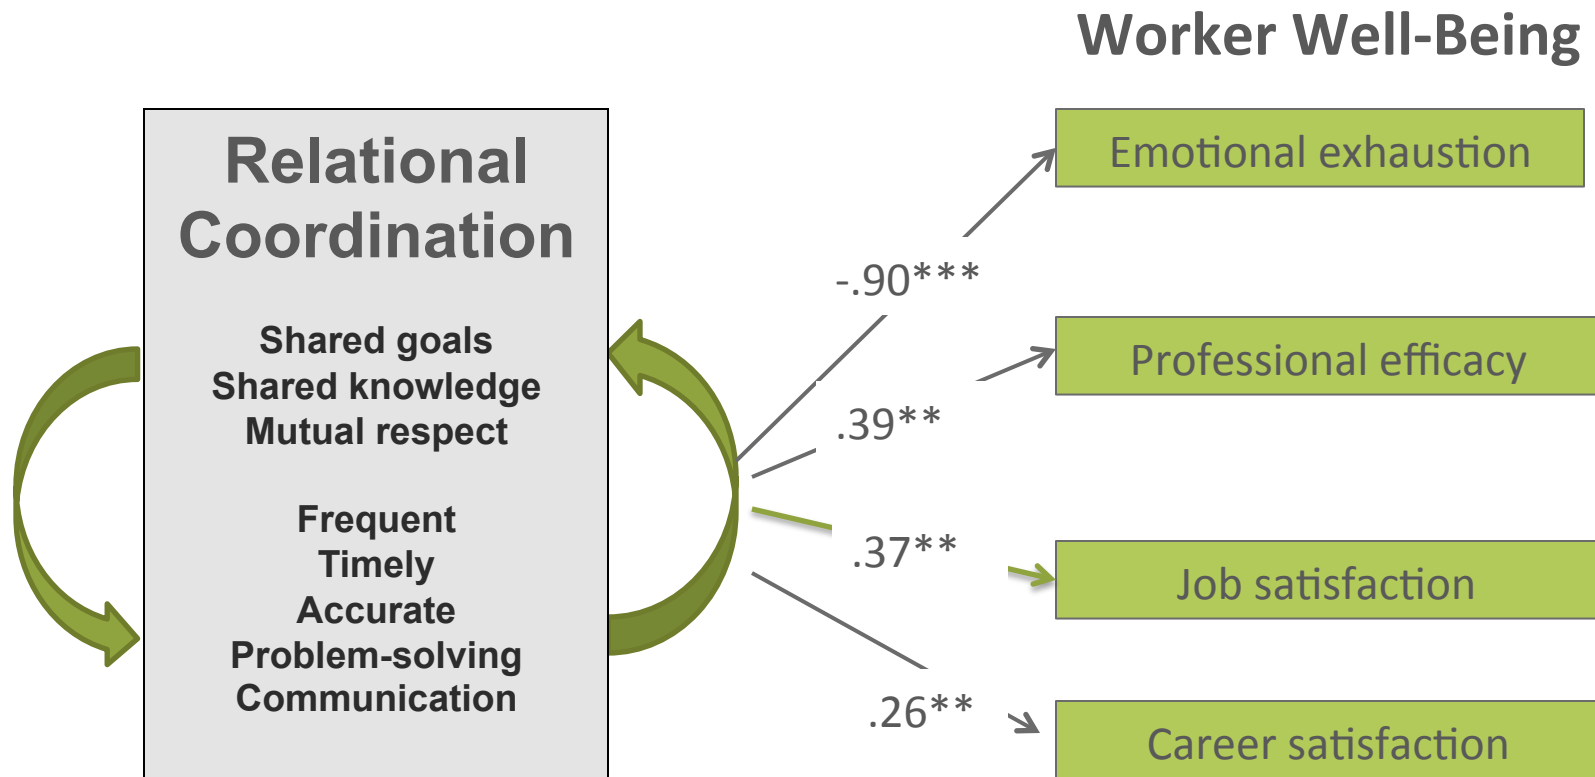 Worker Well-Being
Relational
Coordination
Shared goals
Shared knowledge
Mutual respect
Frequent
Timely
Accurate
Problem-solving
Communication
-.90***
.39**
.37**
.26**
Emotional exhaustion
Professional efficacy
Job satisfaction
Career satisfaction